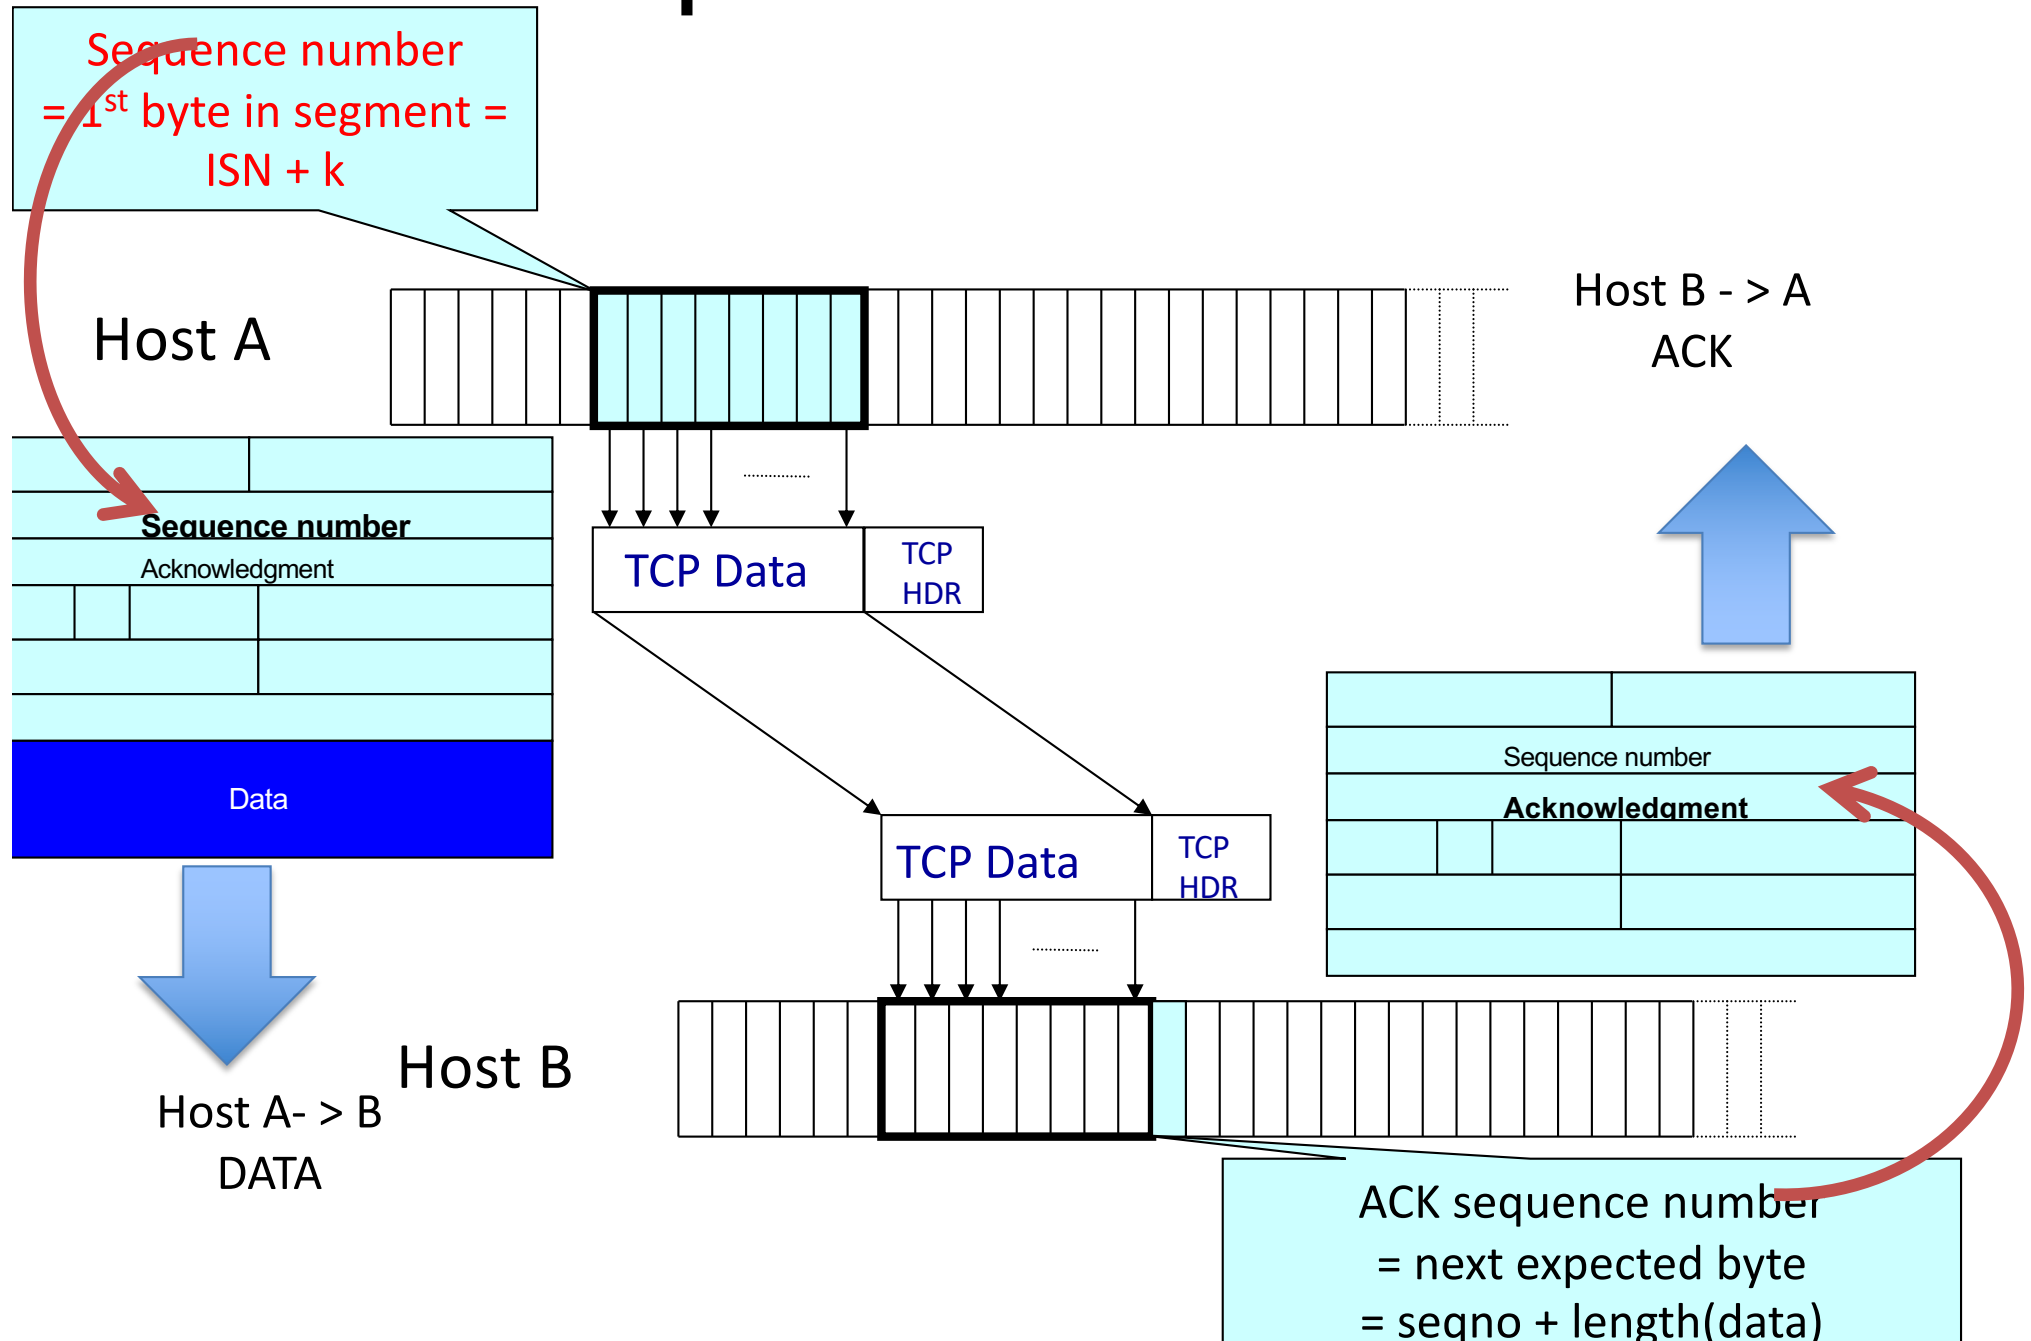 Sequence number
= 1st byte in segment =
ISN + k
Host A
Host B - > A
ACK
Sequence number
Acknowledgment
TCP Data
TCP
HDR
Data
Sequence number
Acknowledgment
TCP Data
TCP
HDR
Host B
Host A- > B
DATA
ACK sequence number
= next expected byte
= seqno + length(data)